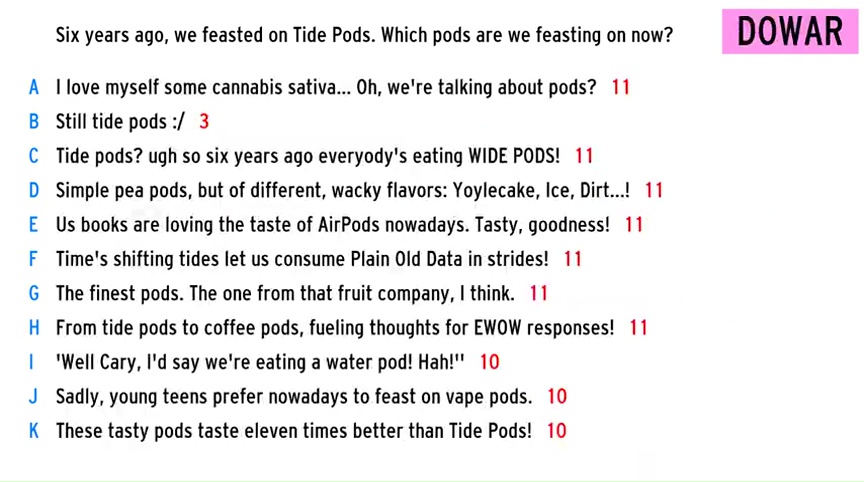 Six years ago, we feasted on Tide Pods. Which pods are we feasting on now?
DOWAR
A I love myself some cannabis sativa... Oh, we're talking about pods? 11
B Still tide pods :/ 3
C Tide pods? ugh so six years ago everyody's eating WIDE PODS! 11
D Simple pea pods, but of different, wacky flavors: Yoylecake, Ice, Dirt...! 11
E Us books are loving the taste of AirPods nowadays. Tasty, goodness! 11
F Time's shifting tides let us consume Plain Old Data in strides! 11
G The finest pods. The one from that fruit company, I think. 11
H From tide pods to coffee pods, fueling thoughts for EWOW responses! 11
I 'Well Cary, I'd say we're eating a water pod! Hah!" 10
J Sadly, young teens prefer nowadays to feast on vape pods. 10
K These tasty pods taste eleven times better than Tide Pods! 10